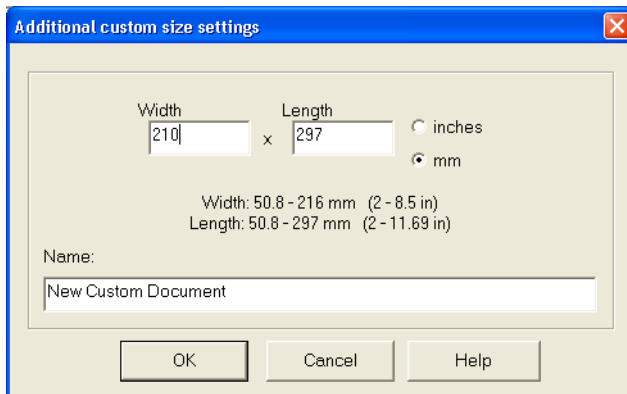 Additional custom size settings
Width Length
210 x 297
inches
mm
Width: 50.8 - 216 mm (2 - 8.5 in)
Length: 50.8 - 297 mm (2 - 11.69 in)
Name:
New Custom Document
OK Cancel Help